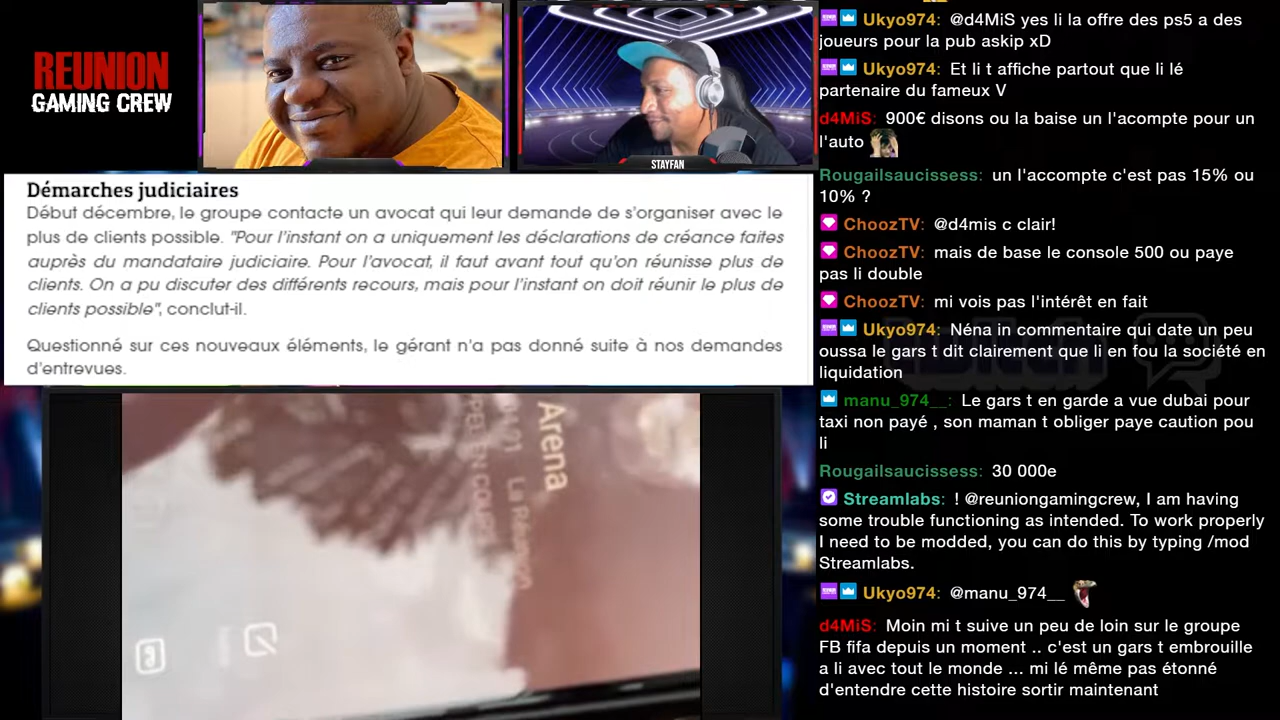 REUNION
GAMING CREW
STAYFAN
Démarches judiciaires
Début décembre, le groupe contacte un avocat qui leur demande de s'organiser avec le
plus de clients possible. "Pour l'instant on a uniquement les déclarations de créance faites
auprès du mandataire judiciaire. Pour l'avocat, il faut avant tout qu'on réunisse plus de
clients. On a pu discuter des différents recours, mais pour l'instant on doit réunir le plus de
clients possible", conclut-il.
Questionné sur ces nouveaux éléments, le gérant n'a pas donné suite à nos demandes
d'entrevues.
Arena
La Réunion
Ukyo974: @d4MiS yes li la offre des ps5 a des
joueurs pour la pub askip xD
Ukyo974: Et li t affiche partout que li lé
partenaire du fameux V
d4MiS: 900€ disons ou la baise un l'acompte pour un
l'auto
Rougailsaucissess: un l'accompte c'est pas 15% ou
10% ?
ChoozTV: @d4mis c clair!
ChoozTV: mais de base le console 500 ou paye
pas li double
ChoozTV: mi vois pas l'intérêt en fait
Ukyo974: Néna in commentaire qui date un peu
oussa le gars t dit clairement que li en fou la société en
liquidation
manu_974__: Le gars t en garde a vue dubai pour
taxi non payé , son maman t obliger paye caution pou
li
Rougailsaucissess: 30 000e
Streamlabs: ! @reuniongamingcrew, I am having
some trouble functioning as intended. To work properly
I need to be modded, you can do this by typing /mod
Streamlabs.
Ukyo974: @manu_974__
d4MiS: Moin mi t suive un peu de loin sur le groupe
FB fifa depuis un moment .. c'est un gars t embrouille
a li avec tout le monde ... mi lé même pas étonné
d'entendre cette histoire sortir maintenant